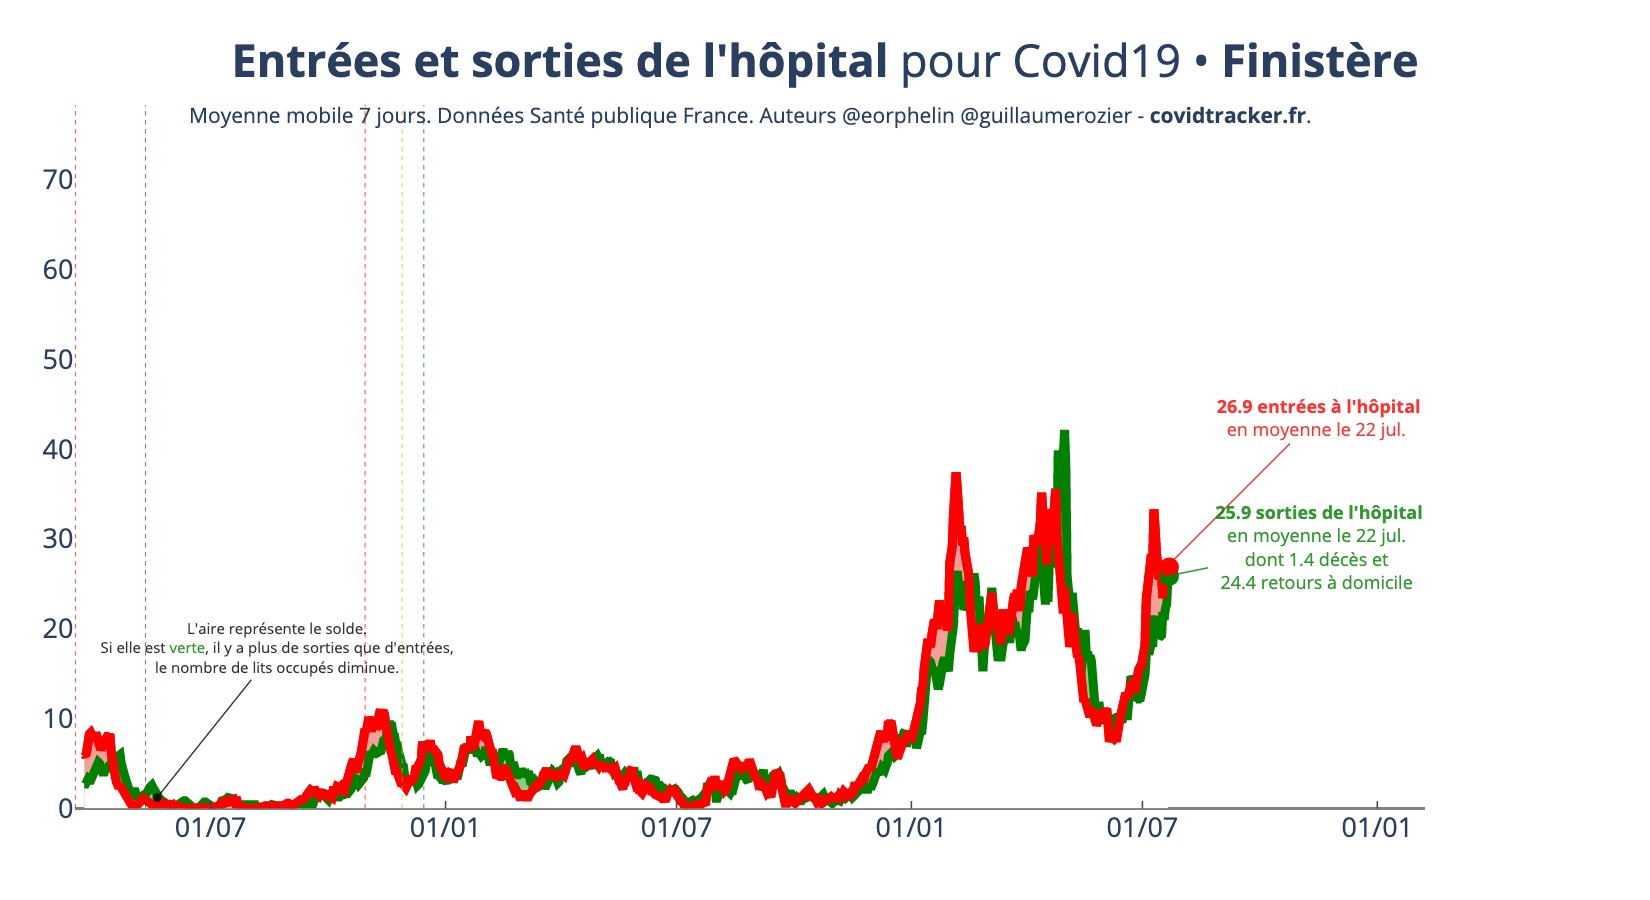 Entrées et sorties de l'hôpital pour Covid19 • Finistère
Moyenne mobile 7 jours. Données Santé publique France. Auteurs @eorphelin @guillaumerozier - covidtracker.fr.
70
60
50
40
30
20
10
0
26.9 entrées à l'hôpital
en moyenne le 22 jul.
25.9 sorties de l'hôpital
en moyenne le 22 jul.
dont 1.4 décès et
24.4 retours à domicile
L'aire représente le solde.
Si elle est verte, il y a plus de sorties que d'entrées,
le nombre de lits occupés diminue.
01/07 01/01 01/07 01/01 01/07 01/01